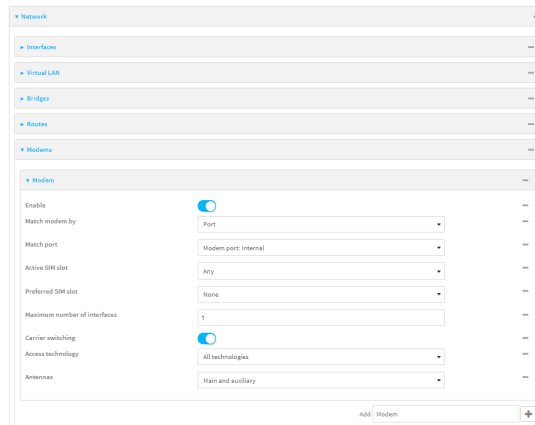 Network
Interfaces
Virtual LAN
Bridges
Routes
Modems
Modem
Enable
Match modem by Port
Match port Modem port: Internal
Active SIM slot Any
Preferred SIM slot None
Maximum number of interfaces 1
Carrier switching
Access technology All technologies
Antennas Main and auxiliary
Add Modem